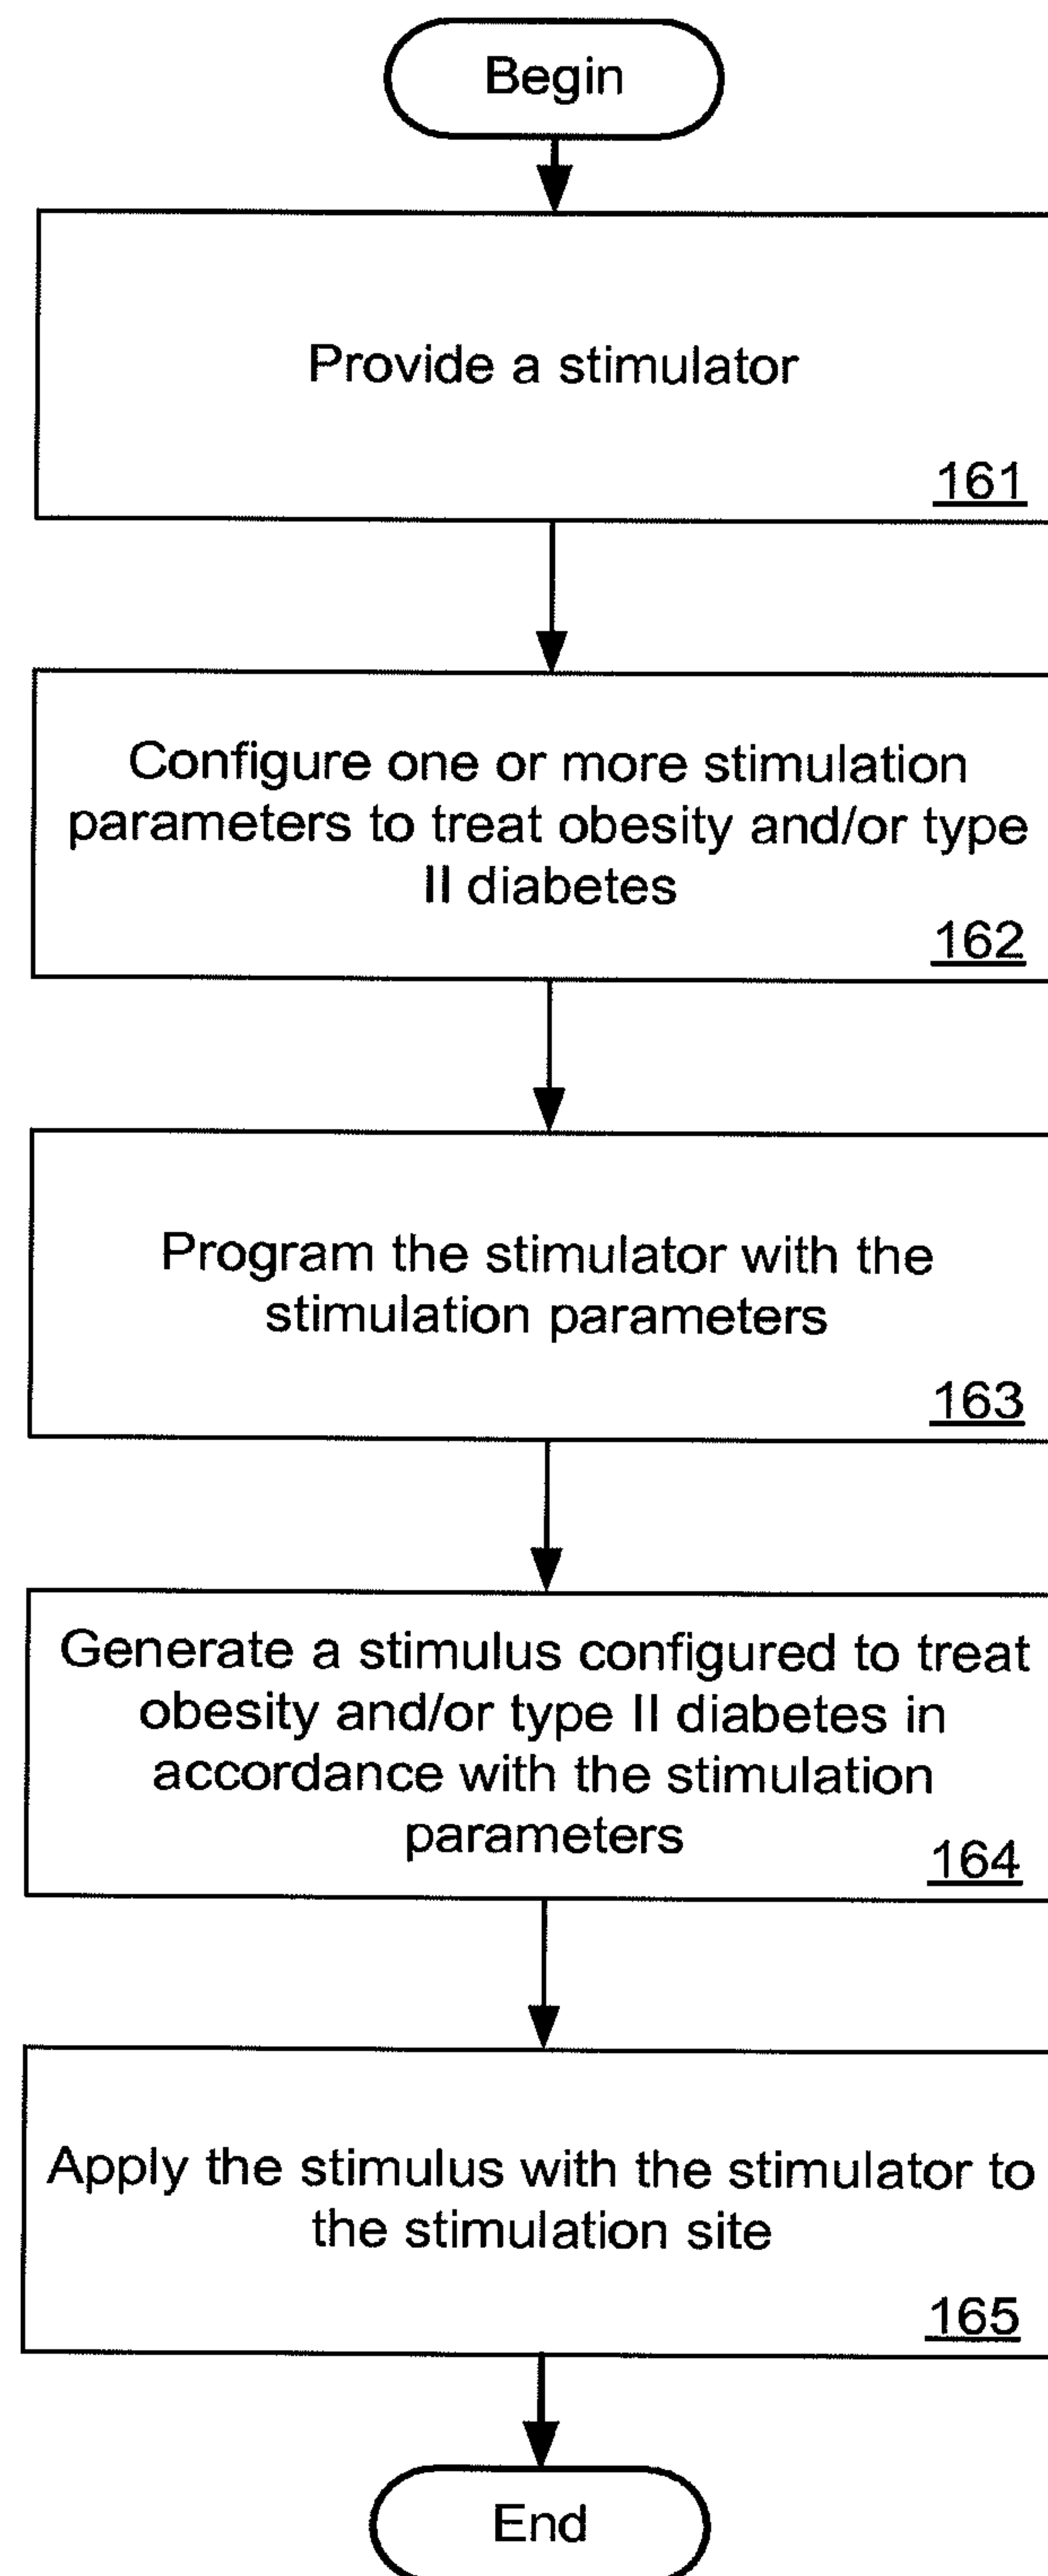 Begin
Provide a stimulator
161
Configure one or more stimulation
parameters to treat obesity and/or type
II diabetes
162
Program the stimulator with the
stimulation parameters
163
Generate a stimulus configured to treat
obesity and/or type II diabetes in
accordance with the stimulation
parameters
164
Apply the stimulus with the stimulator to
the stimulation site
165
End